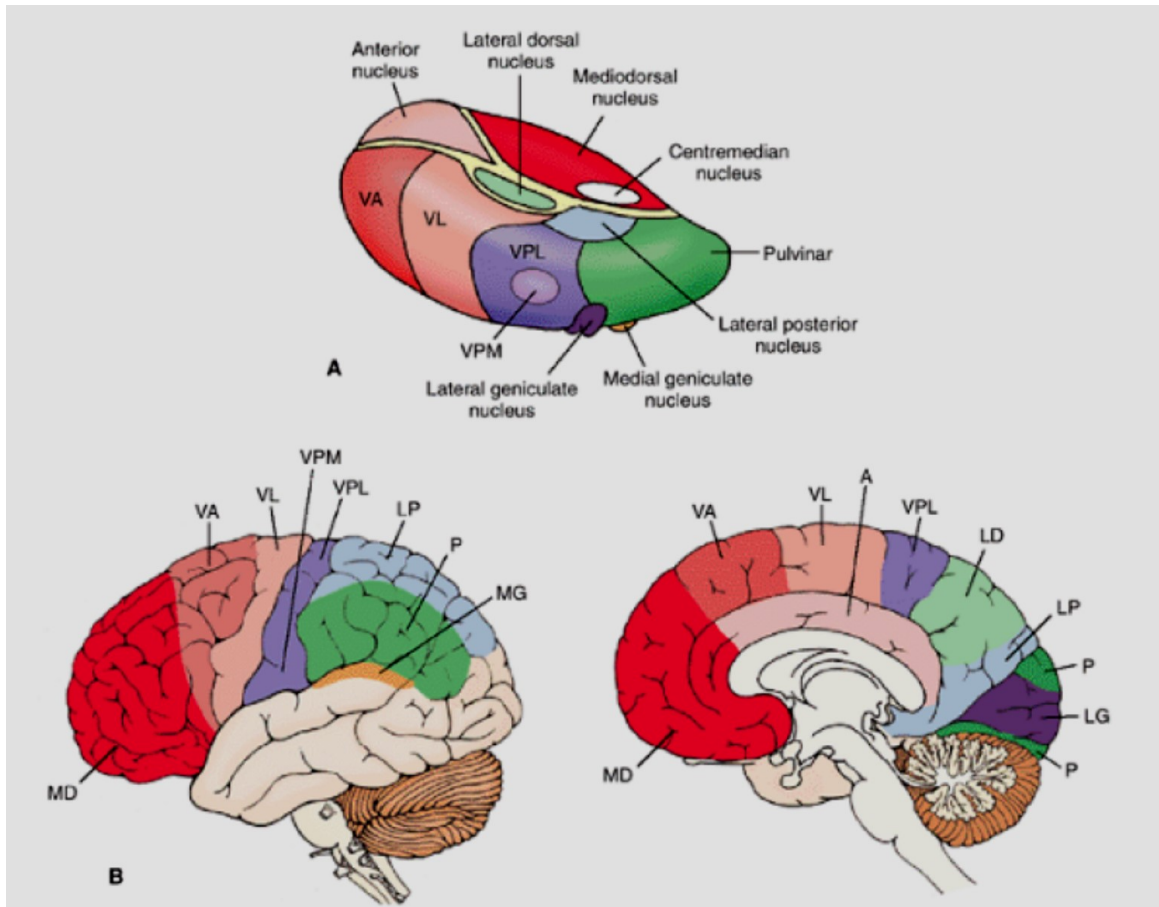 Anterior
nucleus
Lateral dorsal
nucleus
Mediodorsal
nucleus
Centremedian
nucleus
VA
VL
VPL
Pulvinar
Lateral posterior
nucleus
VPM
A
Lateral geniculate
nucleus
Medial geniculate
nucleus
VPM
VA
VL
VPL
LP
P
MG
MD
B
A
VA
VL
VPL
LD
LP
P
LG
P
MD